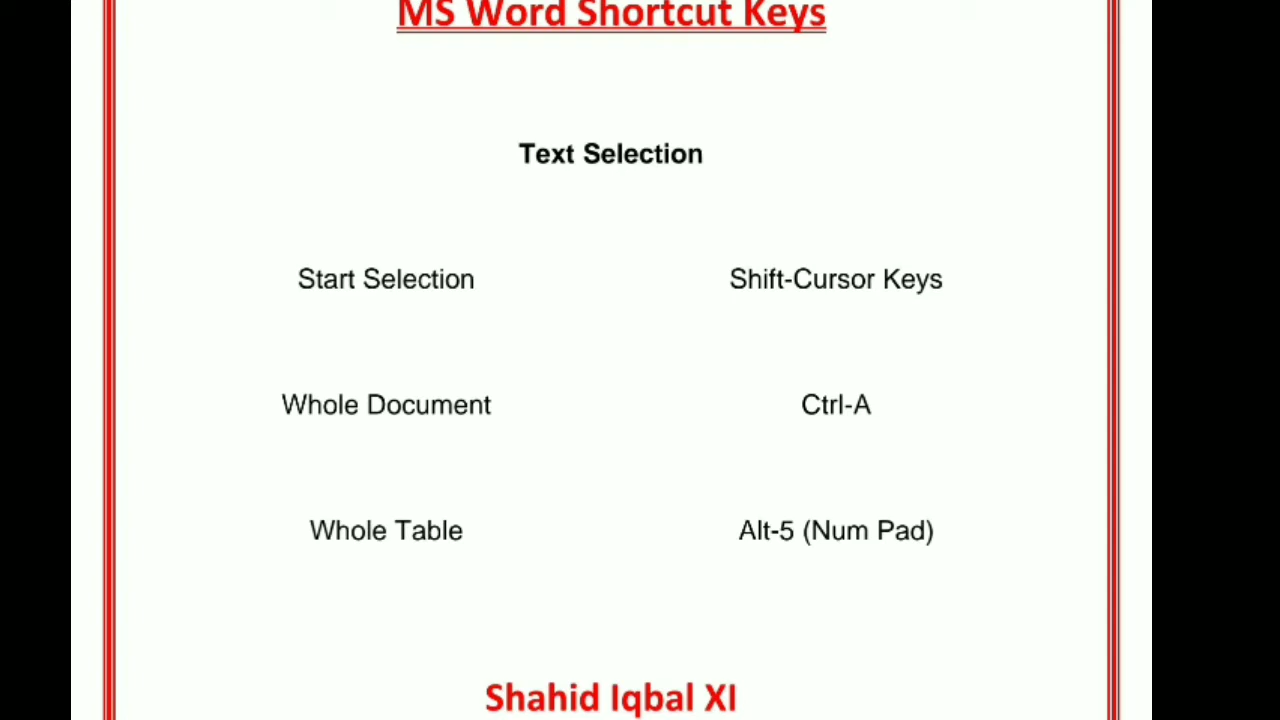 MS Word Shortcut Keys
Text Selection
Start Selection Shift-Cursor Keys
Whole Document Ctrl-A
Whole Table Alt-5 (Num Pad)
Shahid Iqbal XI